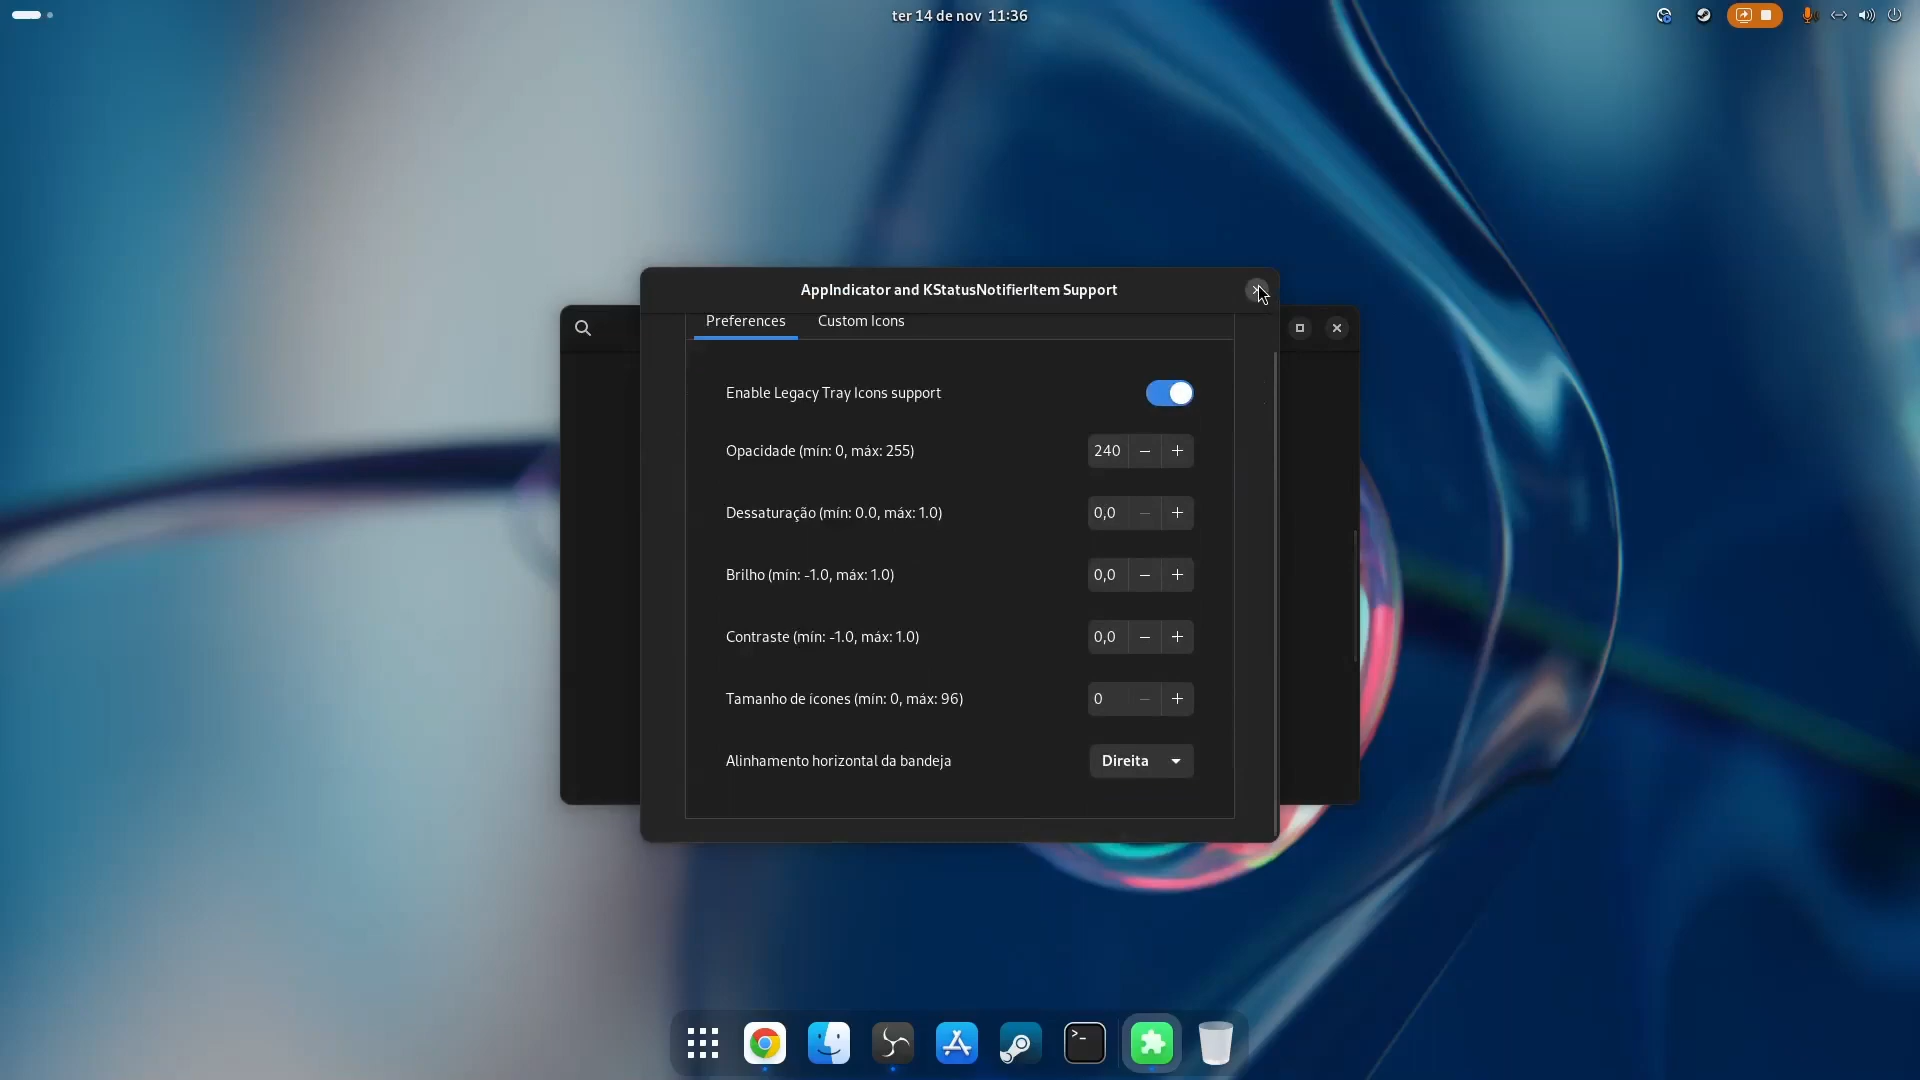 ter 14 de nov 11:36
AppIndicator and KStatusNotifierItem Support
Preferences
Custom Icons
Enable Legacy Tray Icons support
Opacidade (mín: 0, máx: 255)
240
Dessaturação (mín: 0.0, máx: 1.0)
0,0
Brilho (mín: -1.0, máx: 1.0)
0,0
Contraste (mín: -1.0, máx: 1.0)
0,0
Tamanho de ícones (mín: 0, máx: 96)
0
Alinhamento horizontal da bandeja
Direita